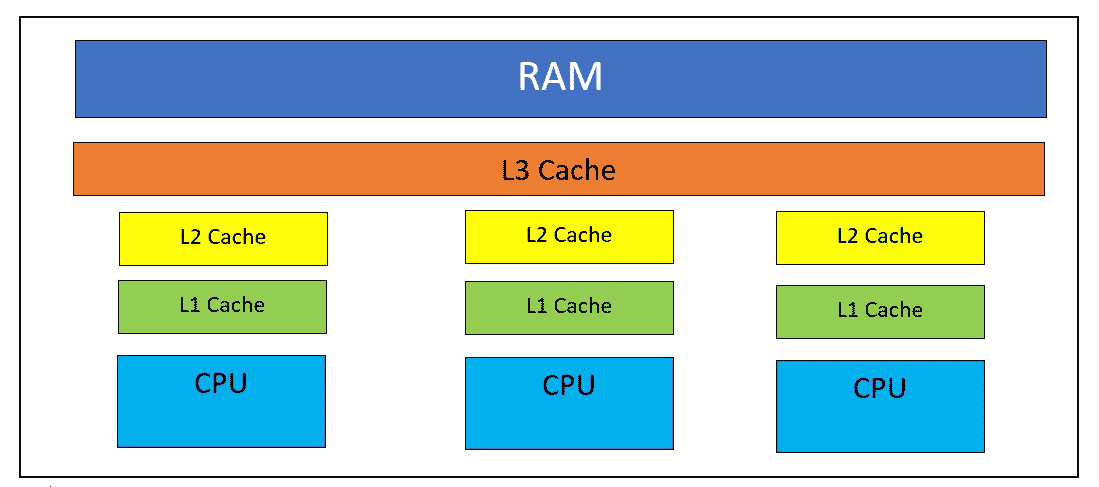 RAM
L3 Cache
L2 Cache
L2 Cache
L2 Cache
L1 Cache
L1 Cache
L1 Cache
CPU
CPU
CPU